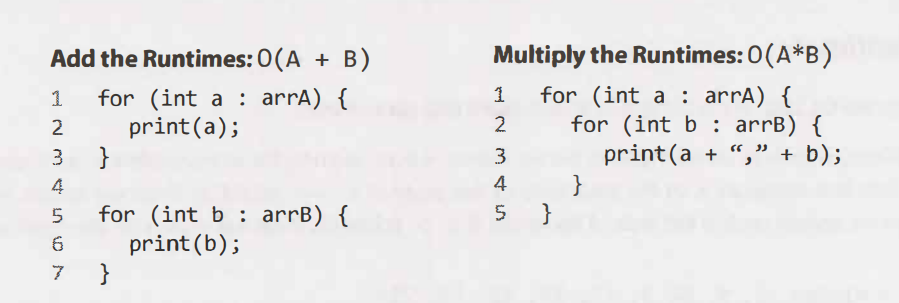 Add the Runtimes: O(A + B)
1 for (int a : arrA) {
2 print(a);
3 }
4
5 for (int b : arrB) {
6 print(b);
7 }
Multiply the Runtimes: O(A*B)
1 for (int a : arrA) {
2 for (int b : arrB) {
3 print(a + “,” + b);
4 }
5 }